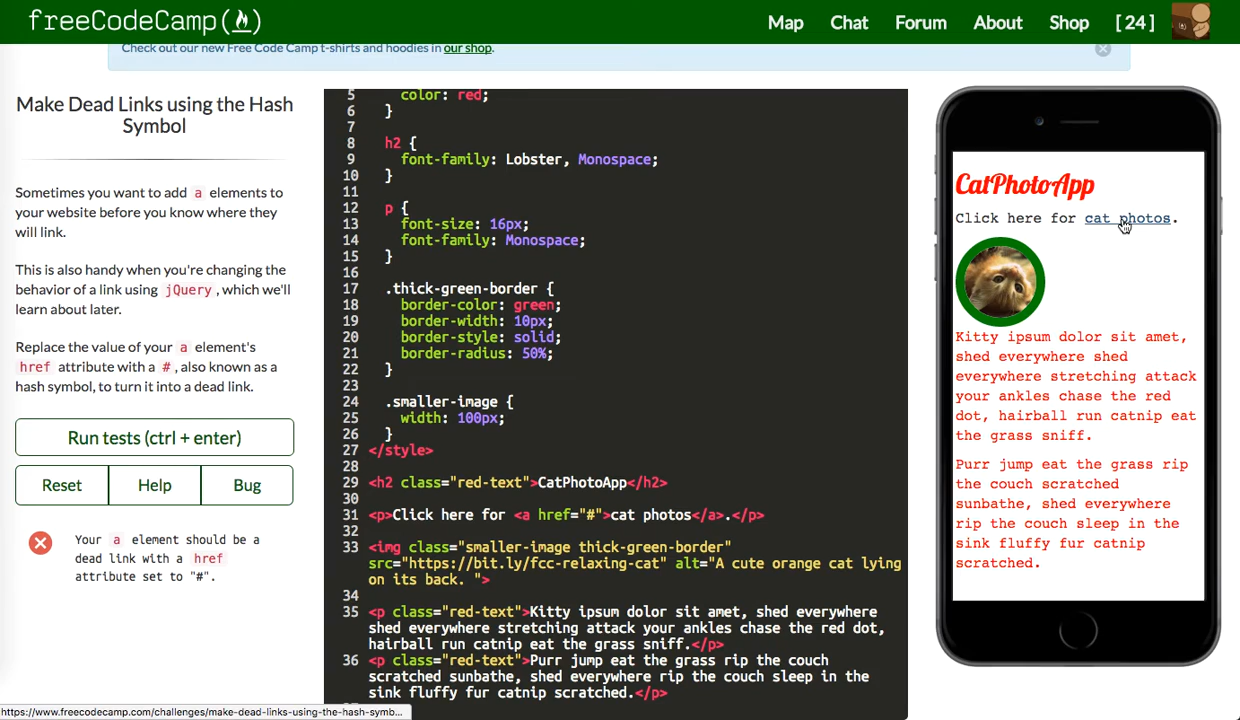 freeCodeCamp(🔥)
Map
Chat
Forum
About
Shop
[ 24 ]
Check out our new Free Code Camp t-shirts and hoodies in our shop.
Make Dead Links using the Hash
Symbol
Sometimes you want to add a elements to
your website before you know where they
will link.
This is also handy when you're changing the
behavior of a link using jQuery, which we'll
learn about later.
Replace the value of your a element's
href attribute with a #, also known as a
hash symbol, to turn it into a dead link.
Run tests (ctrl + enter)
Reset
Help
Bug
Your a element should be a
dead link with a href
attribute set to "#".
5 color: red;
6 }
7
8 h2 {
9 font-family: Lobster, Monospace;
10 }
11
12 p {
13 font-size: 16px;
14 font-family: Monospace;
15 }
16
17 .thick-green-border {
18 border-color: green;
19 border-width: 10px;
20 border-style: solid;
21 border-radius: 50%;
22 }
23
24 .smaller-image {
25 width: 100px;
26 }
27 </style>
28
29 <h2 class="red-text">CatPhotoApp</h2>
30
31 <p>Click here for <a href="#">cat photos</a>.</p>
32
33 <img class="smaller-image thick-green-border"
src="https://bit.ly/fcc-relaxing-cat" alt="A cute orange cat lying
on its back. ">
34
35 <p class="red-text">Kitty ipsum dolor sit amet, shed everywhere
shed everywhere stretching attack your ankles chase the red dot,
hairball run catnip eat the grass sniff.</p>
36 <p class="red-text">Purr jump eat the grass rip the couch
scratched sunbathe, shed everywhere rip the couch sleep in the
sink fluffy fur catnip scratched.</p>
CatPhotoApp
Click here for cat photos.
Kitty ipsum dolor sit amet,
shed everywhere shed
everywhere stretching attack
your ankles chase the red
dot, hairball run catnip eat
the grass sniff.
Purr jump eat the grass rip
the couch scratched
sunbathe, shed everywhere
rip the couch sleep in the
sink fluffy fur catnip
scratched.
https://www.freecodecamp.com/challenges/make-dead-links-using-the-hash-symb...